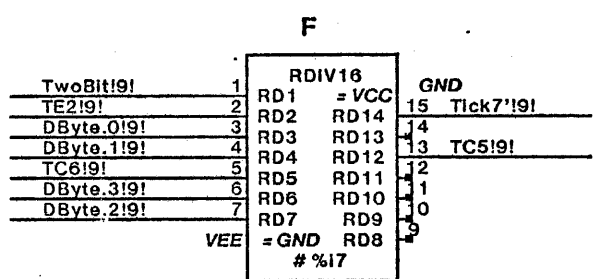 F
RDIV16
TwoBit!9! 1 RD1 = VCC GND
TE2!9! 2 RD2 RD14 15 Tick7'!9!
DByte.0!9! 3 RD3 RD13 14
DByte.1!9! 4 RD4 RD12 13 TC5!9!
TC6!9! 5 RD5 RD11 12
DByte.3!9! 6 RD6 RD10 1
DByte.2!9! 7 RD7 RD9 0
VEE = GND RD8 9
# %i7